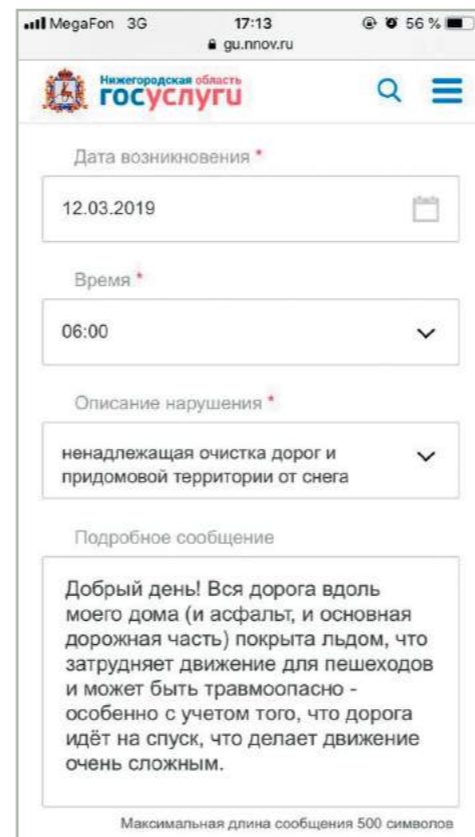 MegaFon 3G 17:13 56 %
gu.nnov.ru
Нижегородская область
госуслуги
Дата возникновения *
12.03.2019
Время *
06:00
Описание нарушения *
ненадлежащая очистка дорог и
придомовой территории от снега
Подробное сообщение
Добрый день! Вся дорога вдоль
моего дома (и асфальт, и основная
дорожная часть) покрыта льдом, что
затрудняет движение для пешеходов
и может быть травмоопасно -
особенно с учетом того, что дорога
идёт на спуск, что делает движение
очень сложным.
Максимальная длина сообщения 500 символов